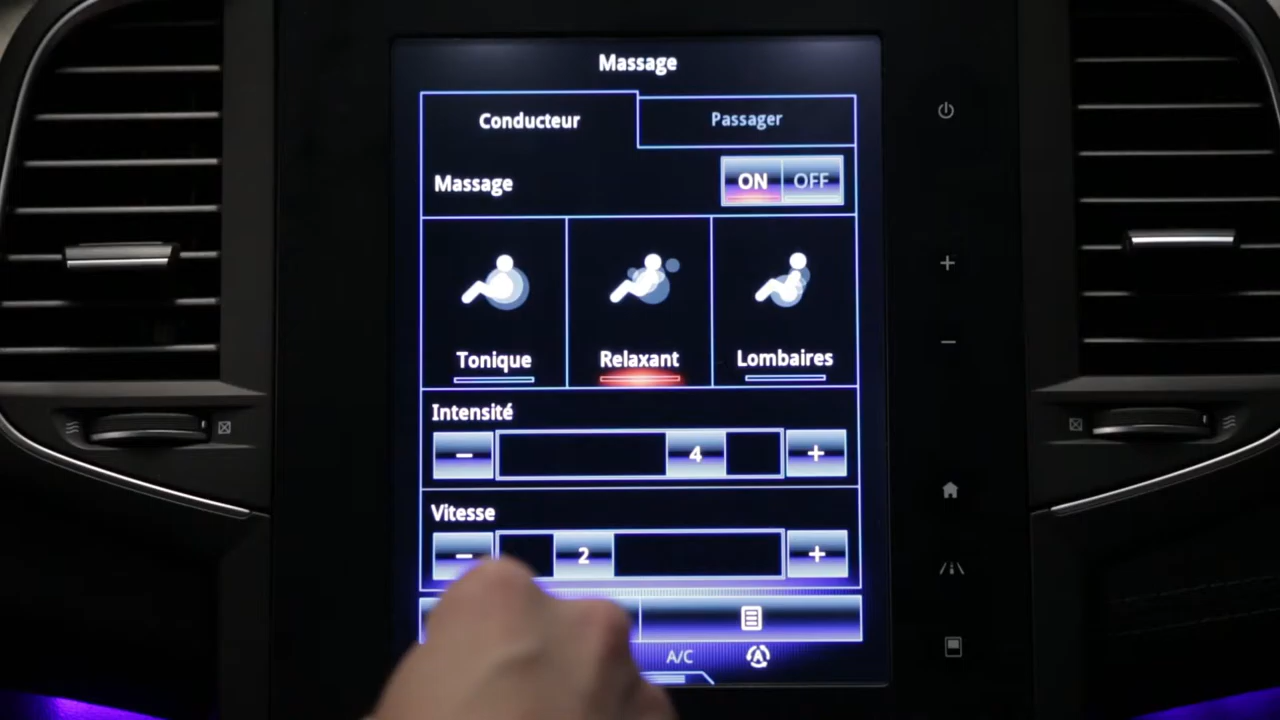 Massage
Conducteur
Passager
Massage
ON
OFF
Tonique
Relaxant
Lombaires
Intensité
−
4
+
Vitesse
−
2
+
A/C
A
+
−